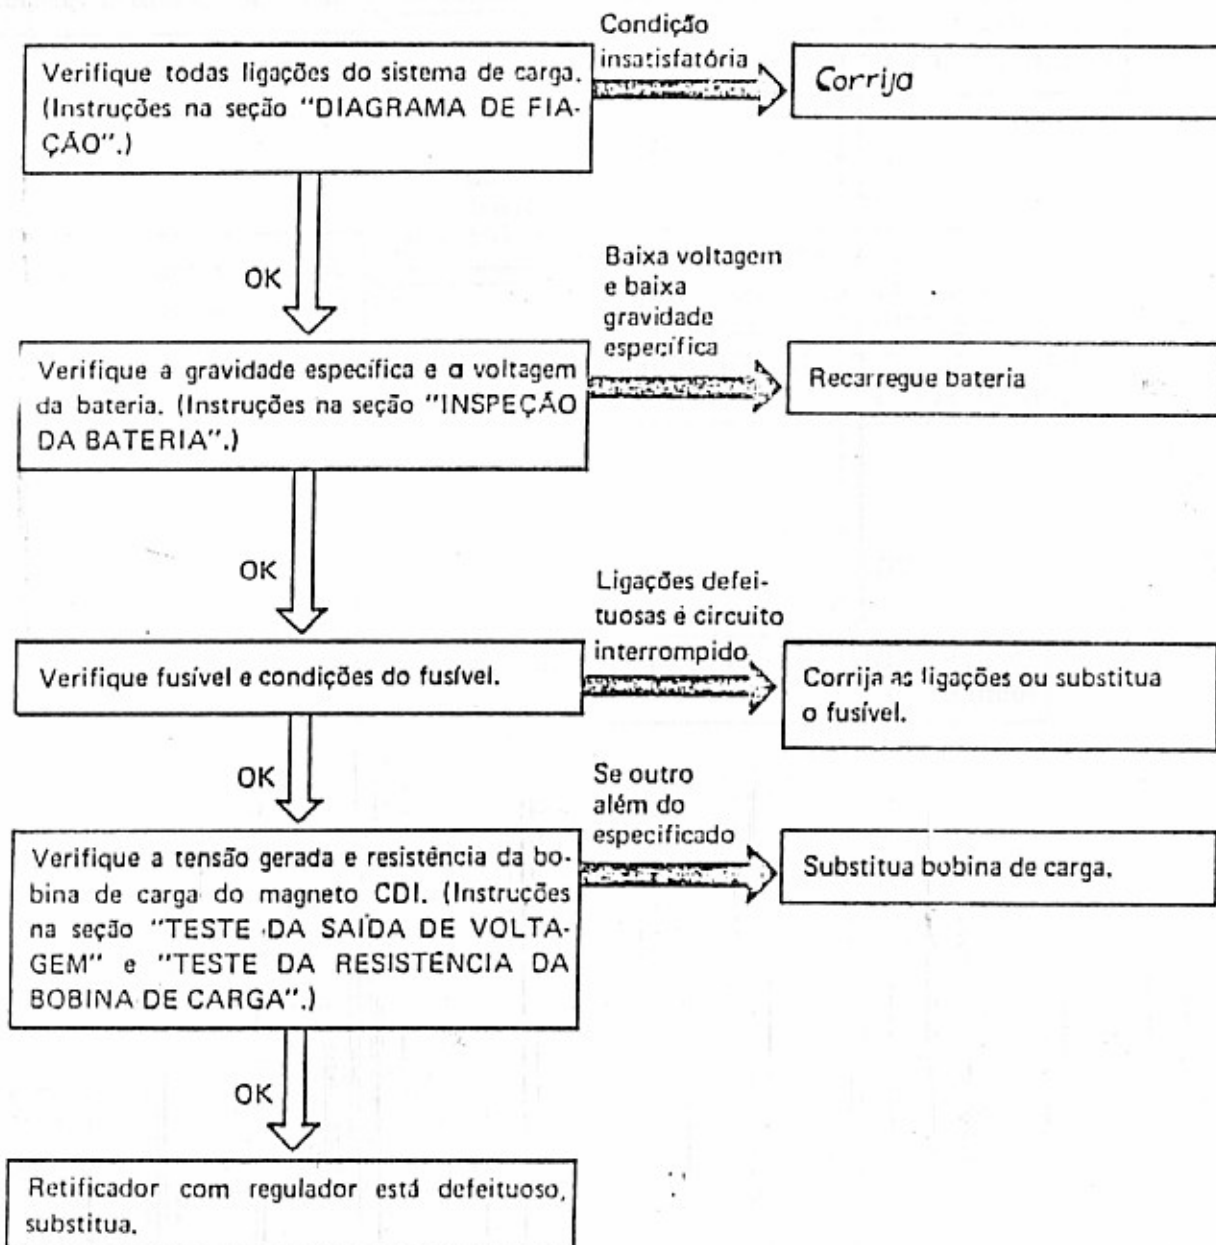 Condição
insatisfatória
Verifique todas ligações do sistema de carga.
(Instruções na seção "DIAGRAMA DE FIA-
ÇÃO".)
Corrija
OK
Baixa voltagem
e baixa
gravidade
específica
Verifique a gravidade específica e a voltagem
da bateria. (Instruções na seção "INSPEÇÃO
DA BATERIA".)
Recarregue bateria
OK
Ligações defei-
tuosas é circuito
interrompido
Verifique fusível e condições do fusível.
Corrija as ligações ou substitua
o fusível.
OK
Se outro
além do
especificado
Verifique a tensão gerada e resistência da bo-
bina de carga do magneto CDI. (Instruções
na seção "TESTE DA SAÍDA DE VOLTA-
GEM" e "TESTE DA RESISTÊNCIA DA
BOBINA DE CARGA".)
Substitua bobina de carga.
OK
Retificador com regulador está defeituoso,
substitua.